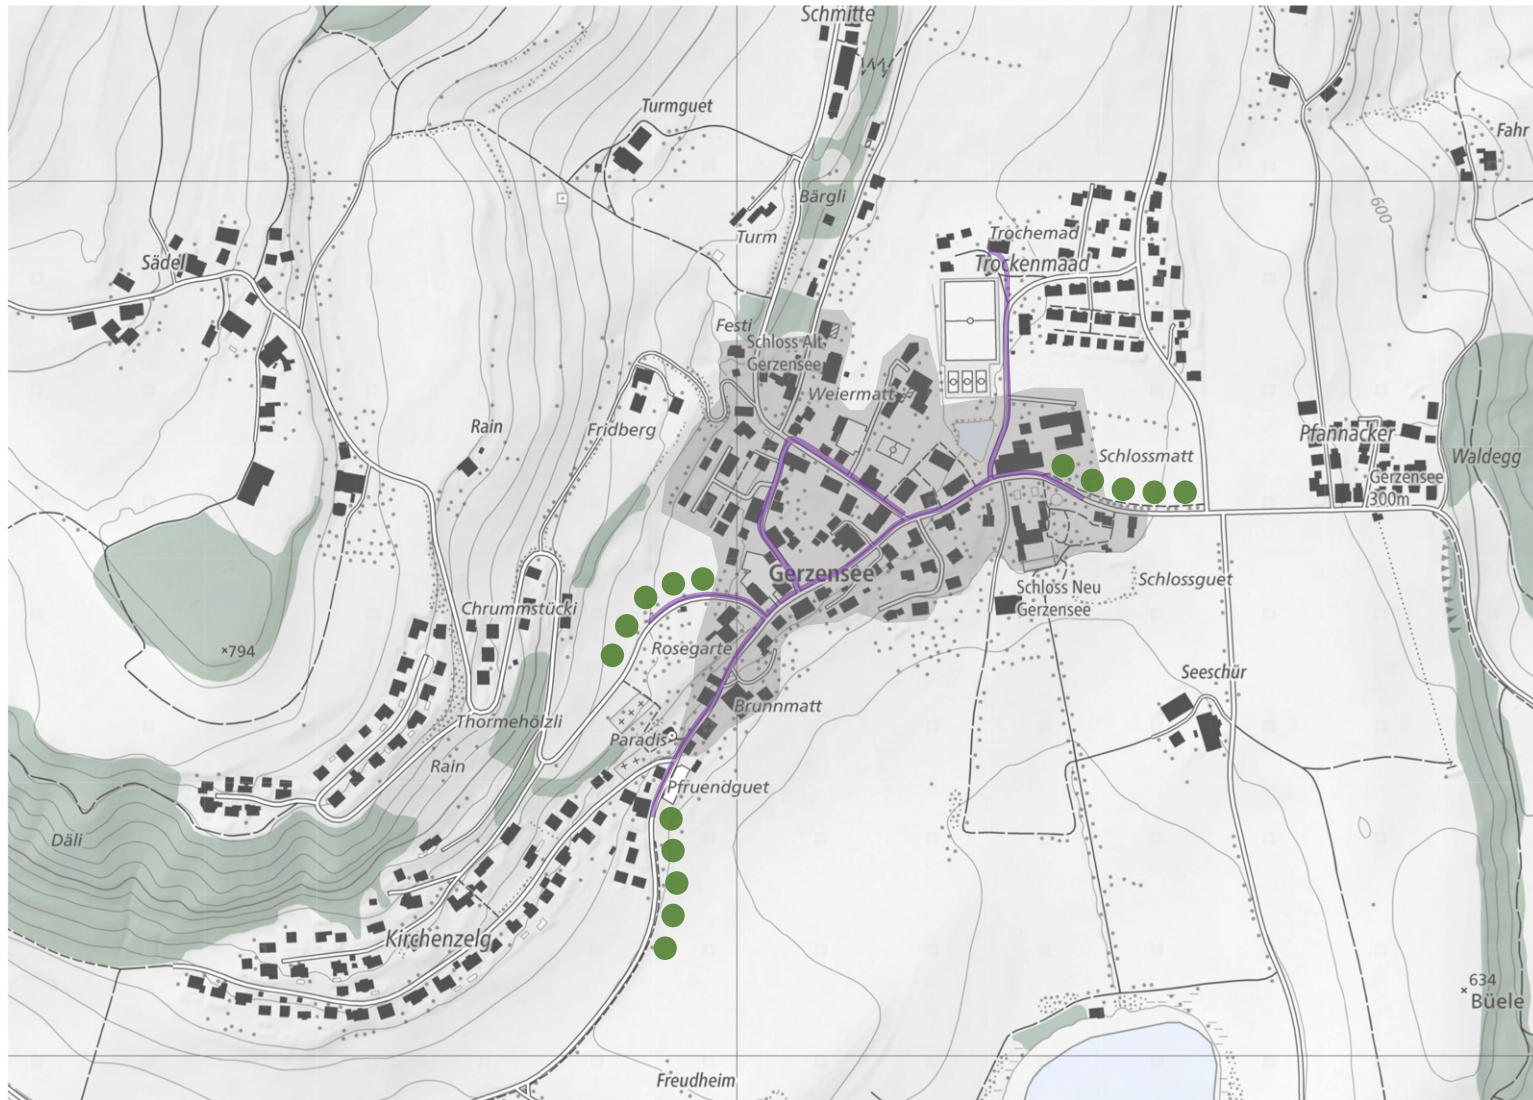 Schmitte
Turmguet
Fahr
Bärgli
600
Turm
Trochemad
Trockenmaad
Sädel
Festi
Schloss Alt
Gerzensee
Weiermatt
Rain
Fridberg
Pfannacker
Schlossmatt
Waldegg
Gerzensee
300m
Gerzensee
Schlossguet
Schloss Neu
Gerzensee
Chrummstücki
Rosegarte
794
Seeschür
Brunnmatt
Thormehölzli
Paradis
Rain
Pfruendguet
Däli
Kirchenzelg
634
Büele
Freudheim